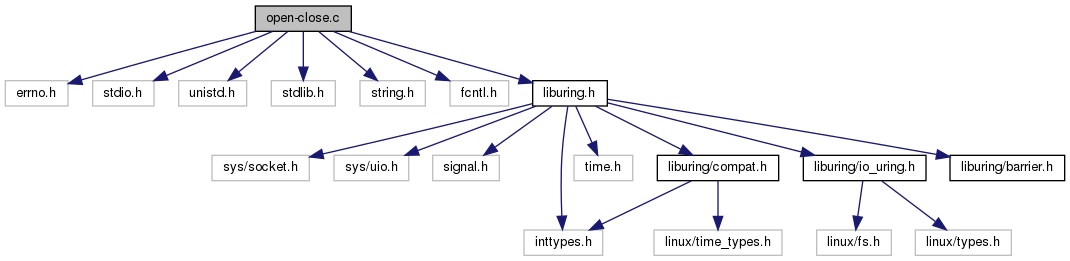 open-close.c
errno.h
stdio.h
unistd.h
stdlib.h
string.h
fcntl.h
liburing.h
sys/socket.h
sys/uio.h
signal.h
time.h
liburing/compat.h
liburing/io_uring.h
liburing/barrier.h
inttypes.h
linux/time_types.h
linux/fs.h
linux/types.h